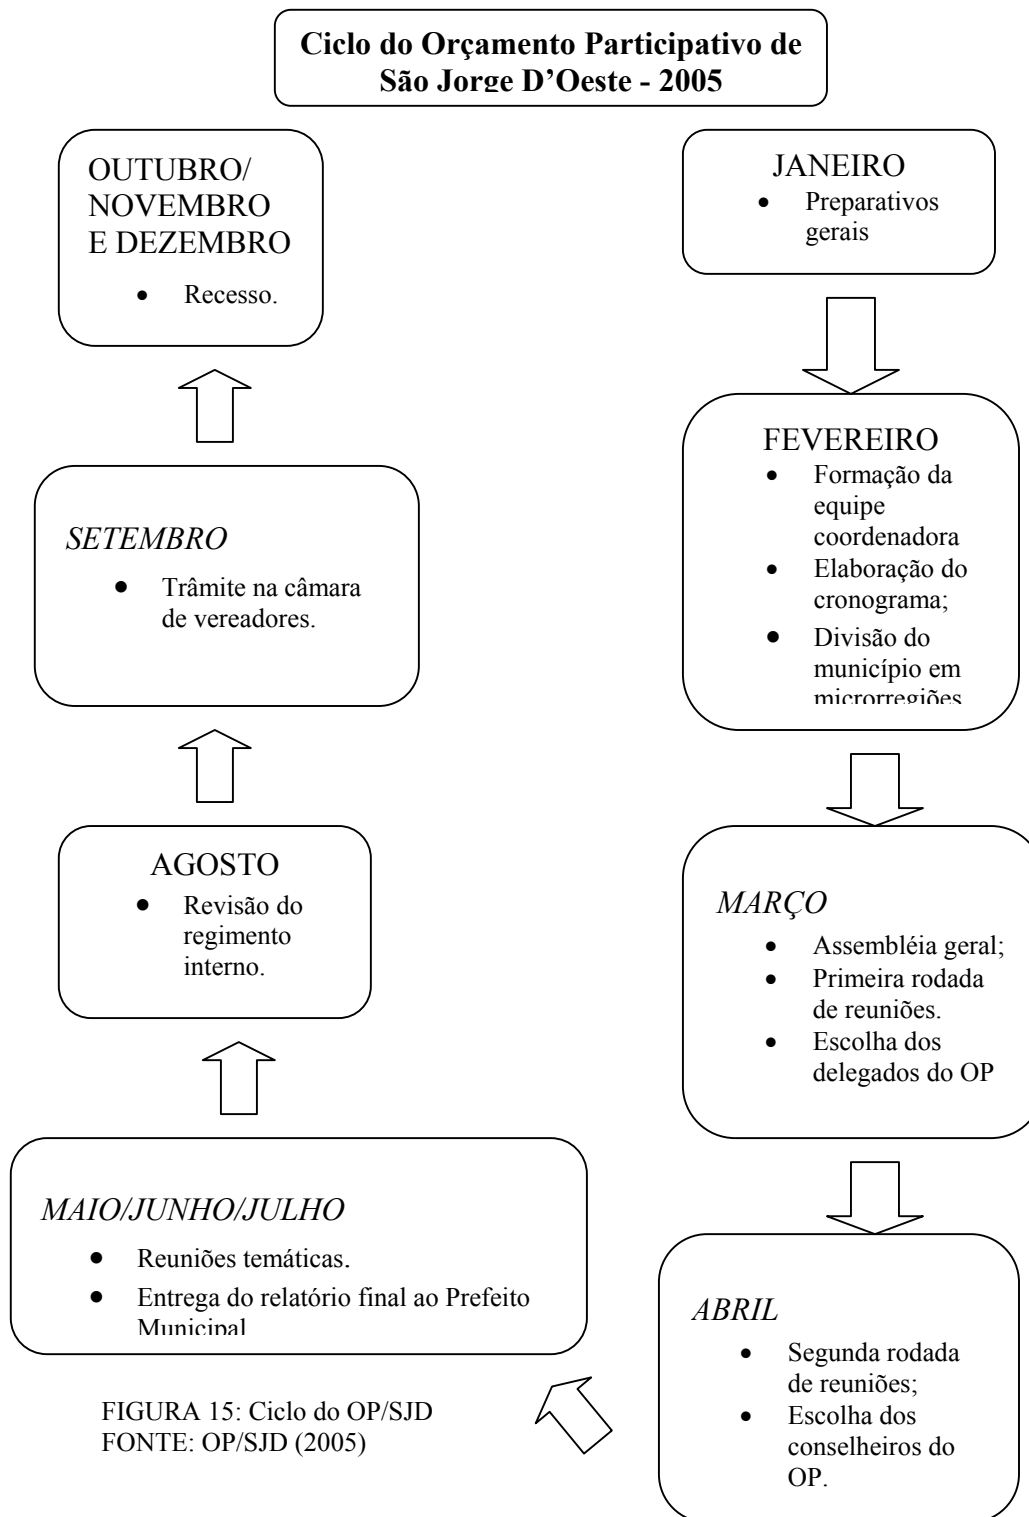 Ciclo do Orçamento Participativo de
São Jorge D’Oeste - 2005
JANEIRO
• Preparativos
gerais
FEVEREIRO
• Formação da
equipe
coordenadora
• Elaboração do
cronograma;
• Divisão do
município em
microrregiões
MARÇO
• Assembléia geral;
• Primeira rodada
de reuniões.
• Escolha dos
delegados do OP
ABRIL
• Segunda rodada
de reuniões;
• Escolha dos
conselheiros do
OP.
MAIO/JUNHO/JULHO
• Reuniões temáticas.
• Entrega do relatório final ao Prefeito
Municipal
AGOSTO
• Revisão do
regimento
interno.
SETEMBRO
• Trâmite na câmara
de vereadores.
OUTUBRO/
NOVEMBRO
E DEZEMBRO
• Recesso.
FIGURA 15: Ciclo do OP/SJD
FONTE: OP/SJD (2005)